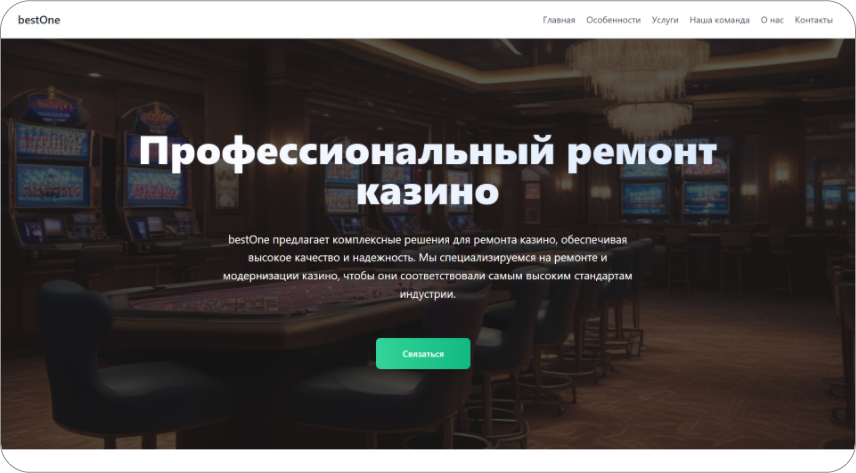 bestOne
Главная Особенности Услуги Наша команда О нас Контакты
Профессиональный ремонт
казино
bestOne предлагает комплексные решения для ремонта казино, обеспечивая
высокое качество и надежность. Мы специализируемся на ремонте и
модернизации казино, чтобы они соответствовали самым высоким стандартам
индустрии.
Связаться